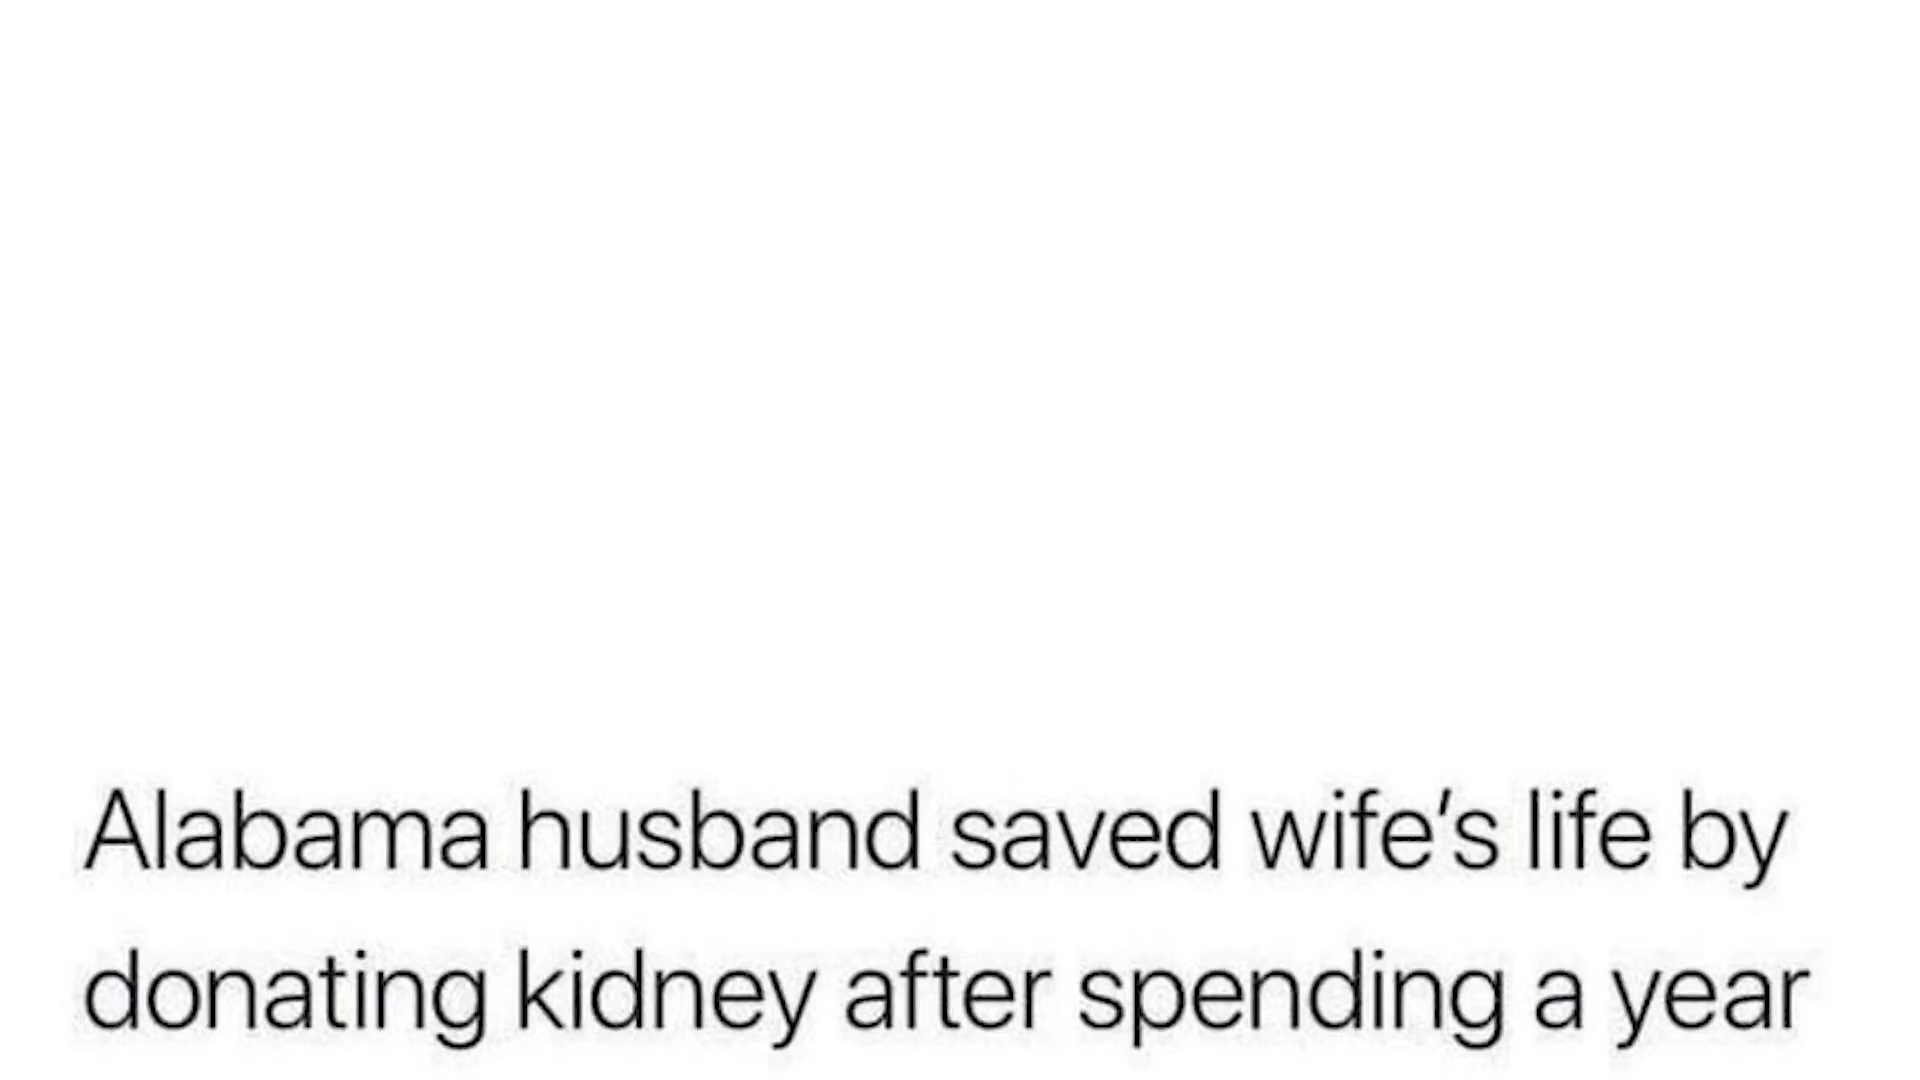 Alabama husband saved wife’s life by
donating kidney after spending a year